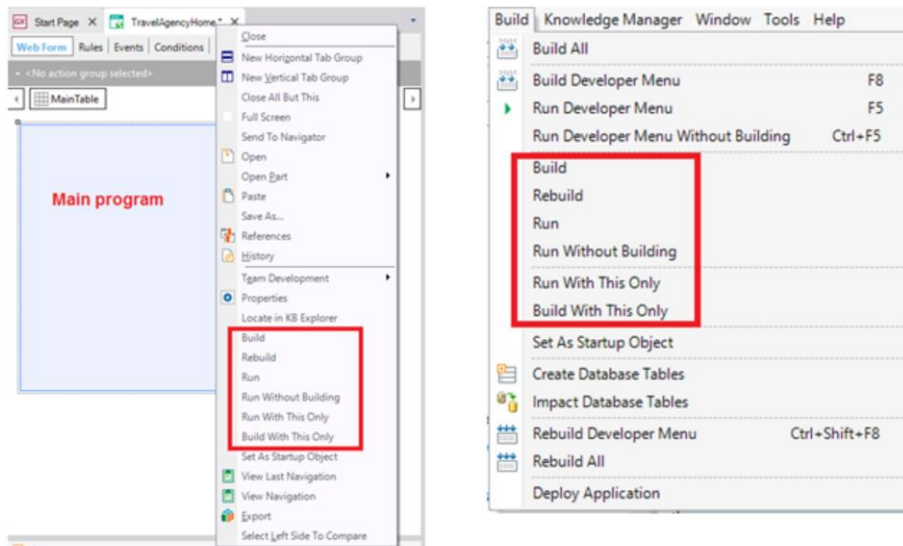 Start Page X TravelAgencyHome * X
Web Form Rules Events Conditions
<No action group selected>
MainTable
Main program
Close
New Horizontal Tab Group
New Vertical Tab Group
Close All But This
Full Screen
Send To Navigator
Open
Open Part
Paste
Save As...
References
History
Team Development
Properties
Locate in KB Explorer
Build
Rebuild
Run
Run Without Building
Run With This Only
Build With This Only
Set As Startup Object
View Last Navigation
View Navigation
Export
Select Left Side To Compare
Build Knowledge Manager Window Tools Help
Build All
Build Developer Menu F8
Run Developer Menu F5
Run Developer Menu Without Building Ctrl+F5
Build
Rebuild
Run
Run Without Building
Run With This Only
Build With This Only
Set As Startup Object
Create Database Tables
Impact Database Tables
Rebuild Developer Menu Ctrl+Shift+F8
Rebuild All
Deploy Application